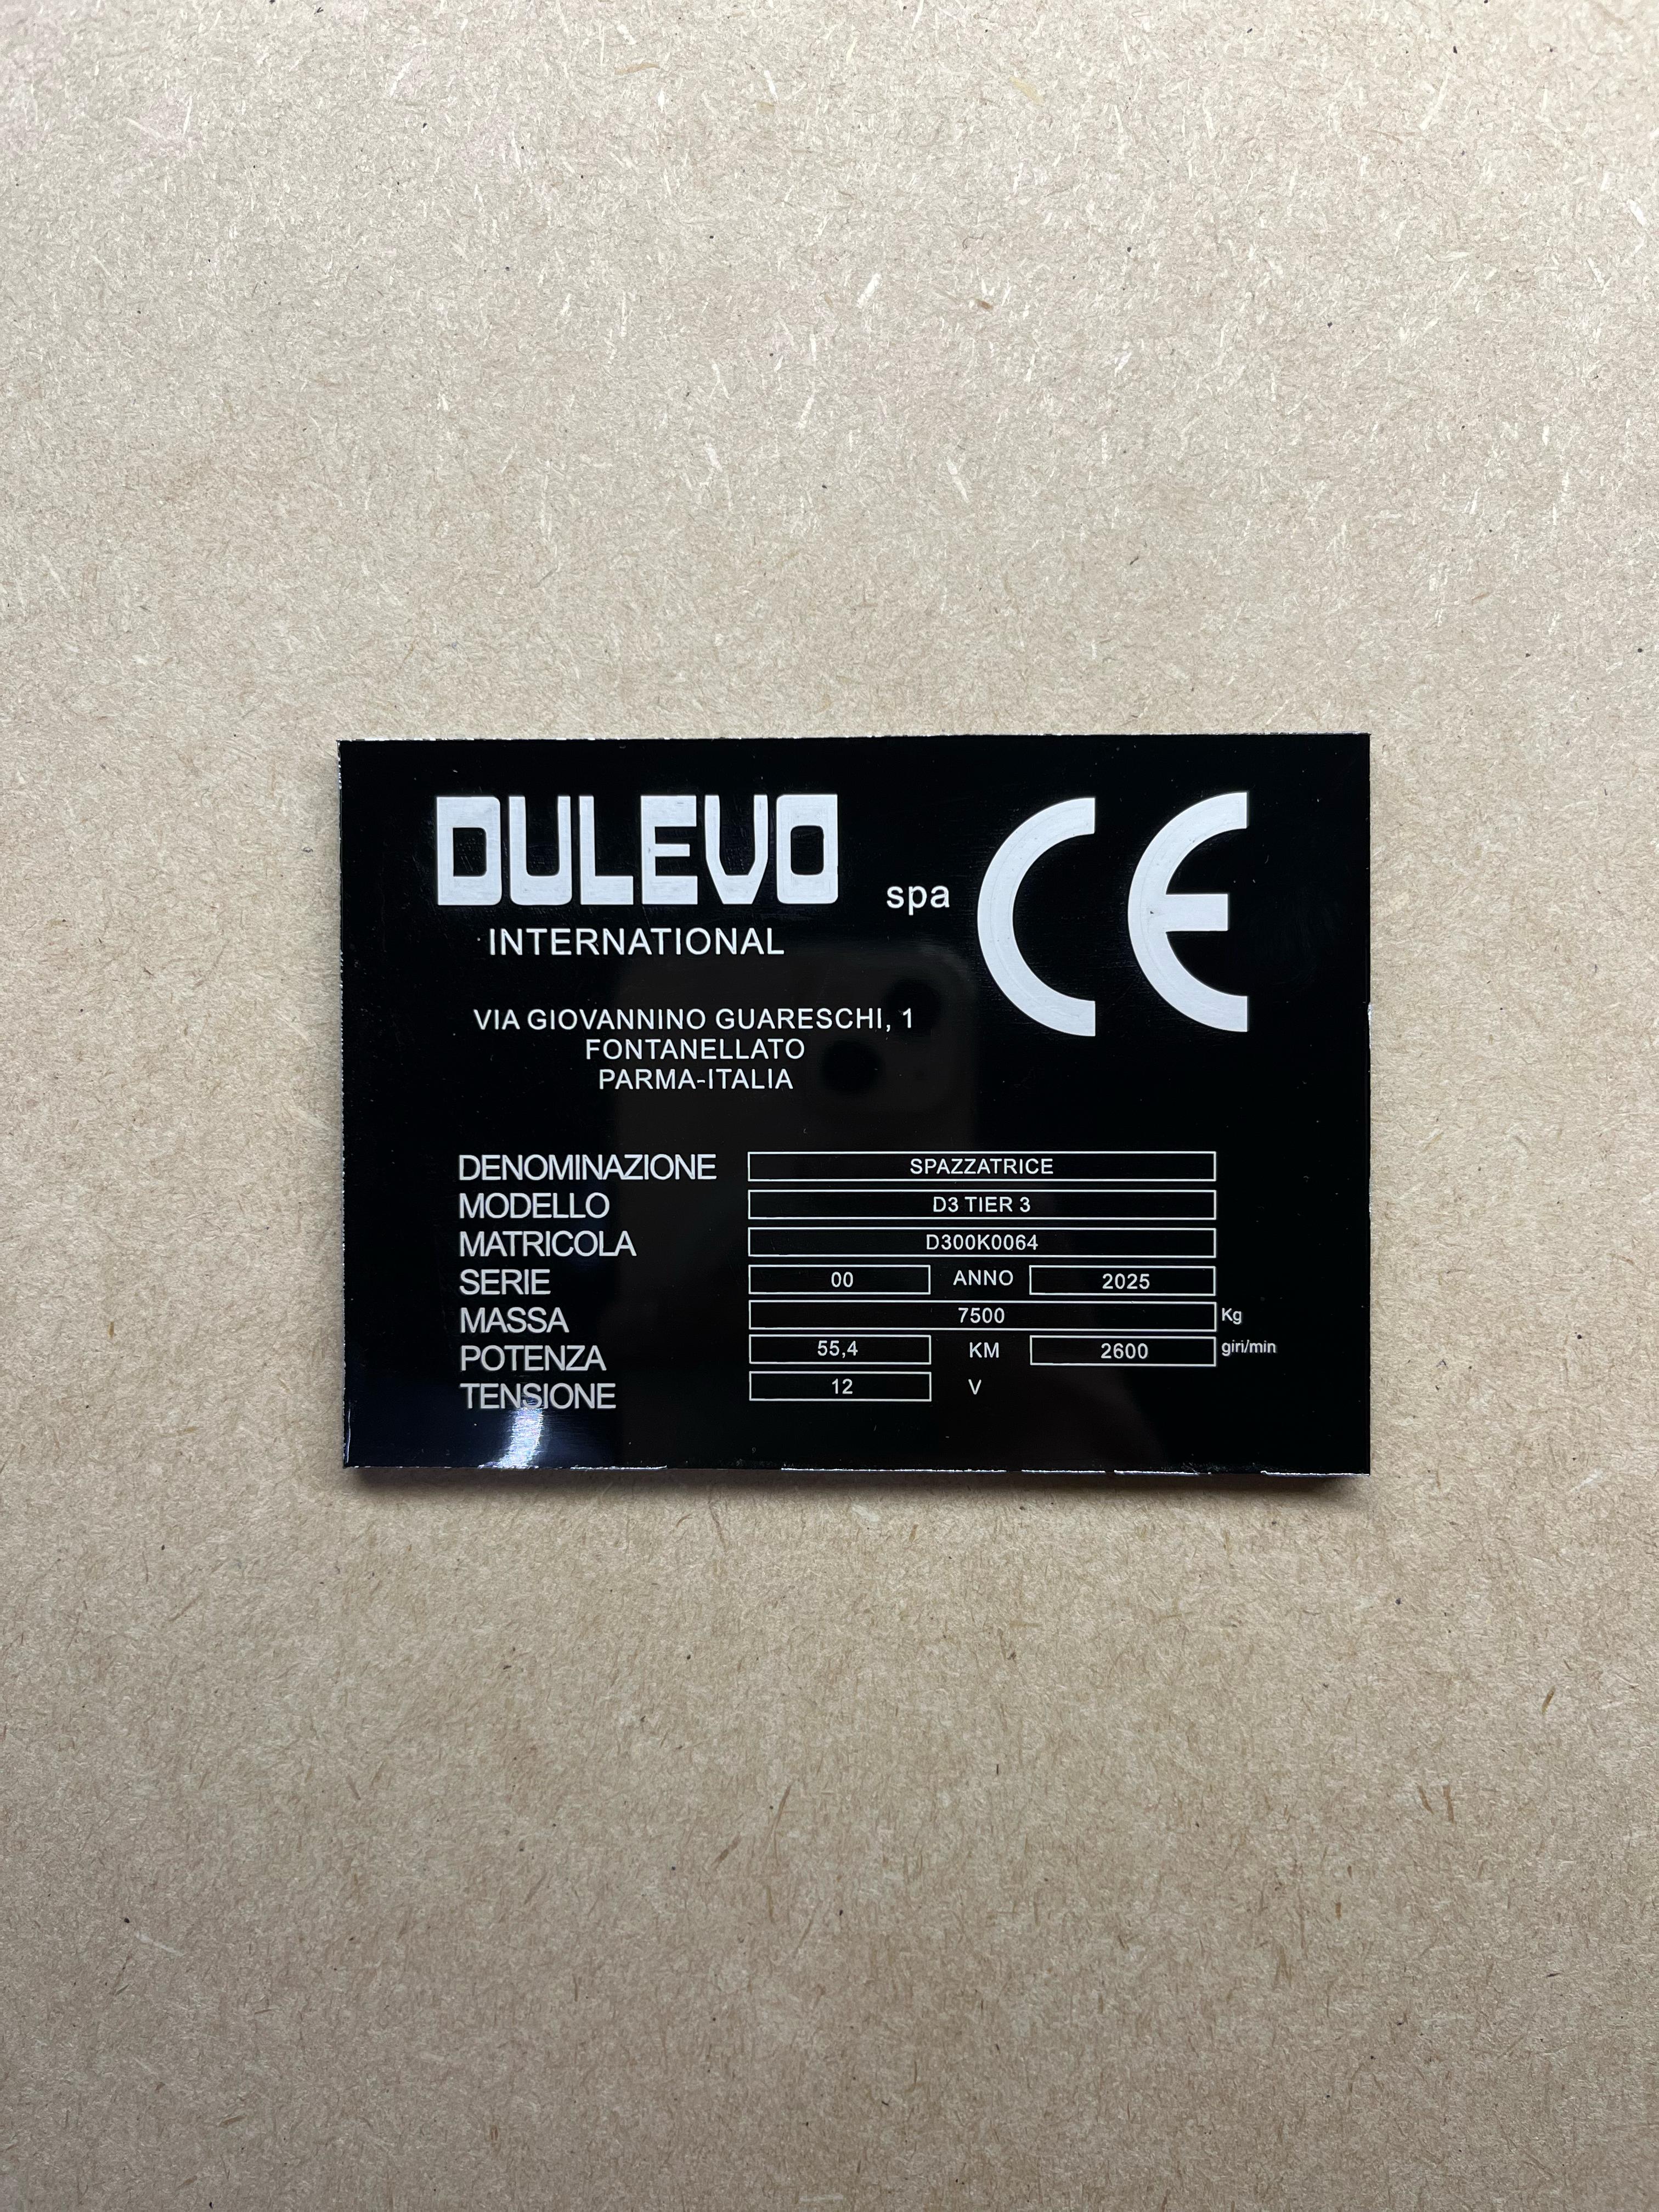 DULEVO spa
INTERNATIONAL
CE
VIA GIOVANNINO GUARESCHI, 1
FONTANELLATO
PARMA-ITALIA
DENOMINAZIONE SPAZZATRICE
MODELLO D3 TIER 3
MATRICOLA D300K0064
SERIE 00 ANNO 2025
MASSA 7500 Kg
POTENZA 55,4 KM 2600 giri/min
TENSIONE 12 V